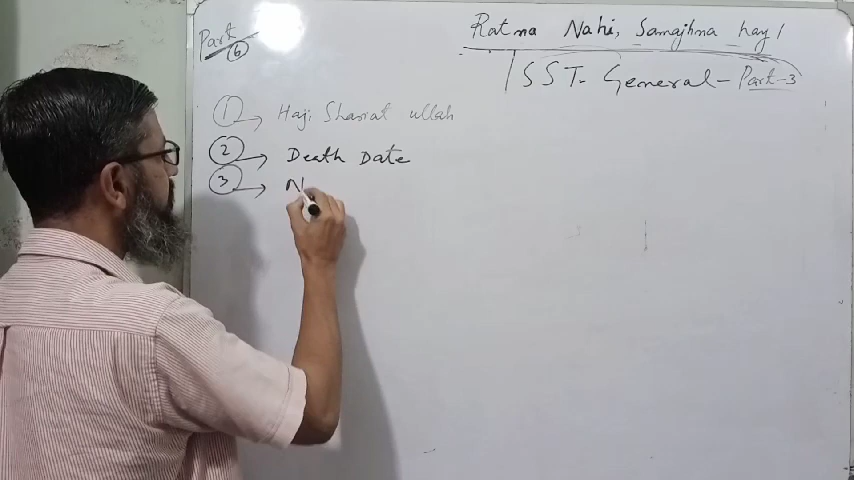 Part
6
Ratna Nahi, Samajhna hay!
SST. General - Part-3
1 → Haji Shariat ullah
2 → Death Date
3 → N